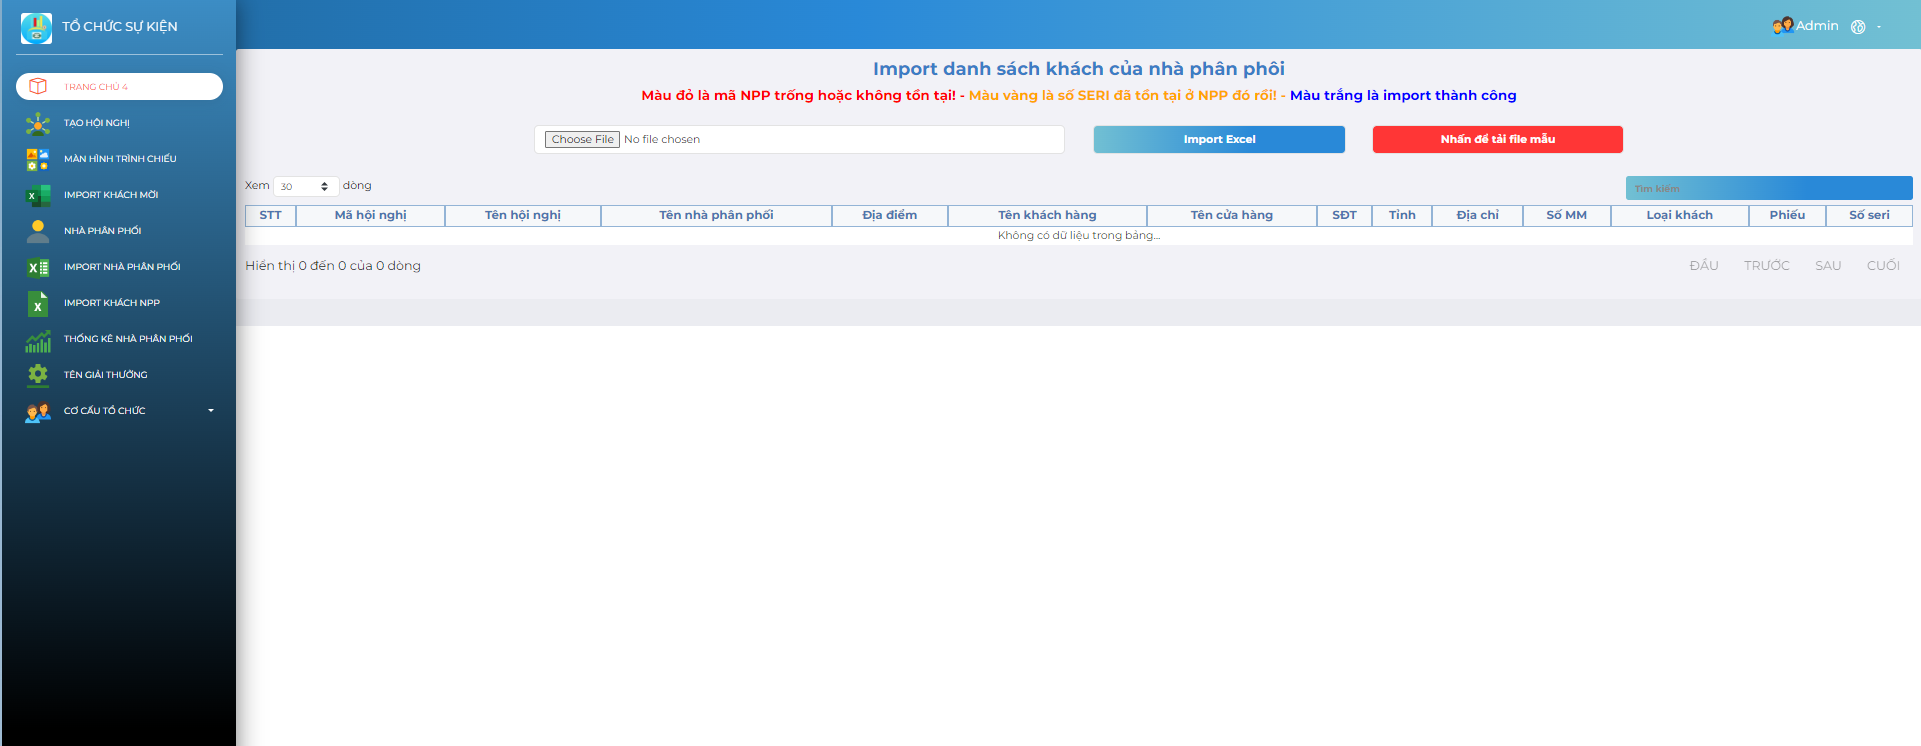 TỔ CHỨC SỰ KIỆN
Admin
TRANG CHỦ 4
TẠO HỘI NGHỊ
MÀN HÌNH TRÌNH CHIẾU
IMPORT KHÁCH MỜI
NHÀ PHÂN PHỐI
IMPORT NHÀ PHÂN PHỐI
IMPORT KHÁCH NPP
THỐNG KÊ NHÀ PHÂN PHỐI
TÊN GIẢI THƯỞNG
CƠ CẤU TỔ CHỨC
Import danh sách khách của nhà phân phôi
Màu đỏ là mã NPP trống hoặc không tồn tại! - Màu vàng là số SERI đã tồn tại ở NPP đó rồi! - Màu trắng là import thành công
Choose File No file chosen
Import Excel
Nhấn để tải file mẫu
Xem 30 dòng
Tìm kiếm
STT Mã hội nghị Tên hội nghị Tên nhà phân phối Địa điểm Tên khách hàng Tên cửa hàng SĐT Tỉnh Địa chỉ Số MM Loại khách Phiếu Số seri
Không có dữ liệu trong bảng...
Hiển thị 0 đến 0 của 0 dòng
ĐẦU TRƯỚC SAU CUỐI